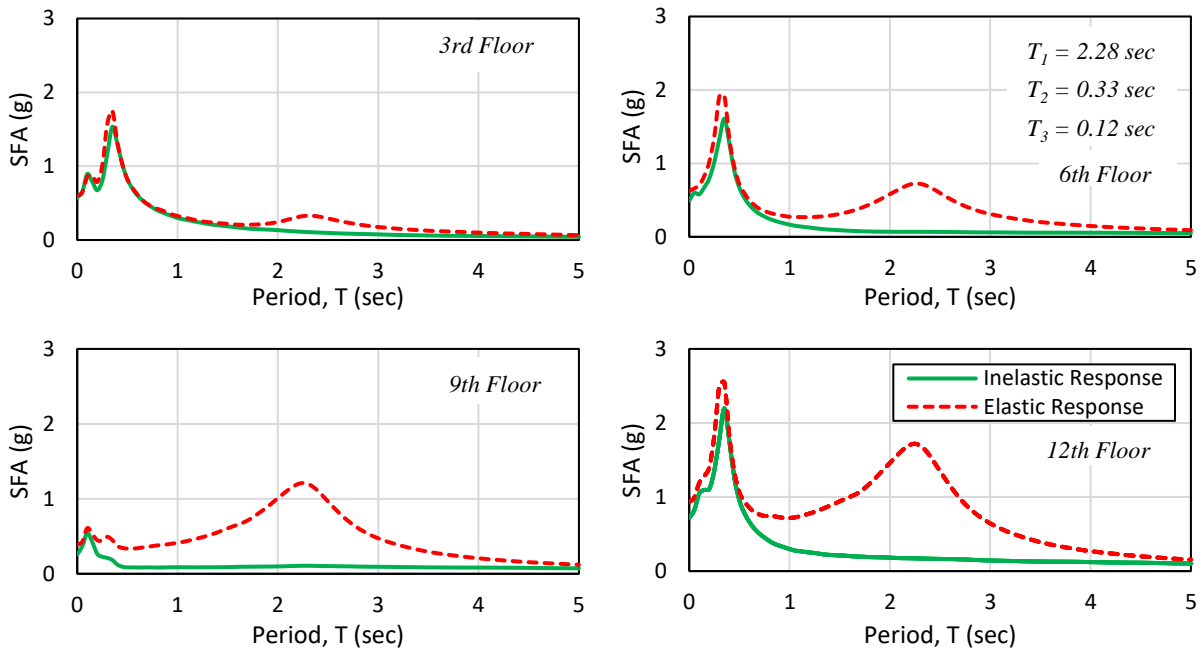 3
2
1
0
SFA (g)
3rd Floor
0 1 2 3 4 5
Period, T (sec)
3
2
1
0
SFA (g)
T1 = 2.28 sec
T2 = 0.33 sec
T3 = 0.12 sec
6th Floor
0 1 2 3 4 5
Period, T (sec)
3
2
1
0
SFA (g)
9th Floor
0 1 2 3 4 5
Period, T (sec)
3
2
1
0
SFA (g)
Inelastic Response
Elastic Response
12th Floor
0 1 2 3 4 5
Period, T (sec)